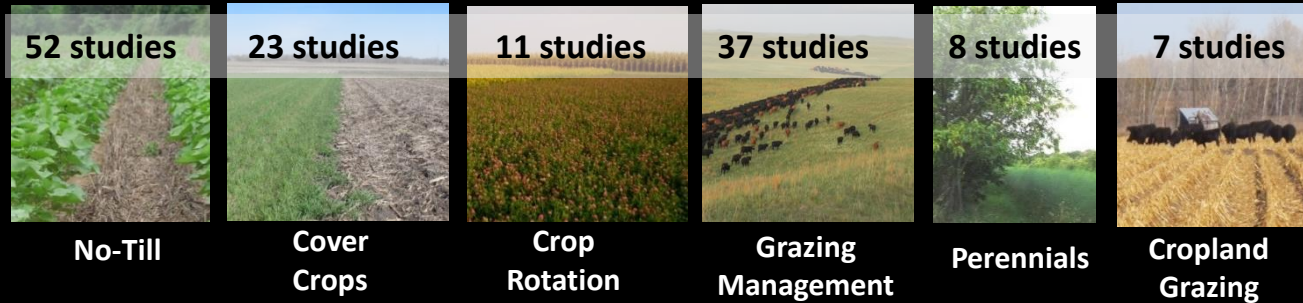 52 studies
23 studies
11 studies
37 studies
8 studies
7 studies
No-Till
Cover
Crops
Crop
Rotation
Grazing
Management
Perennials
Cropland
Grazing